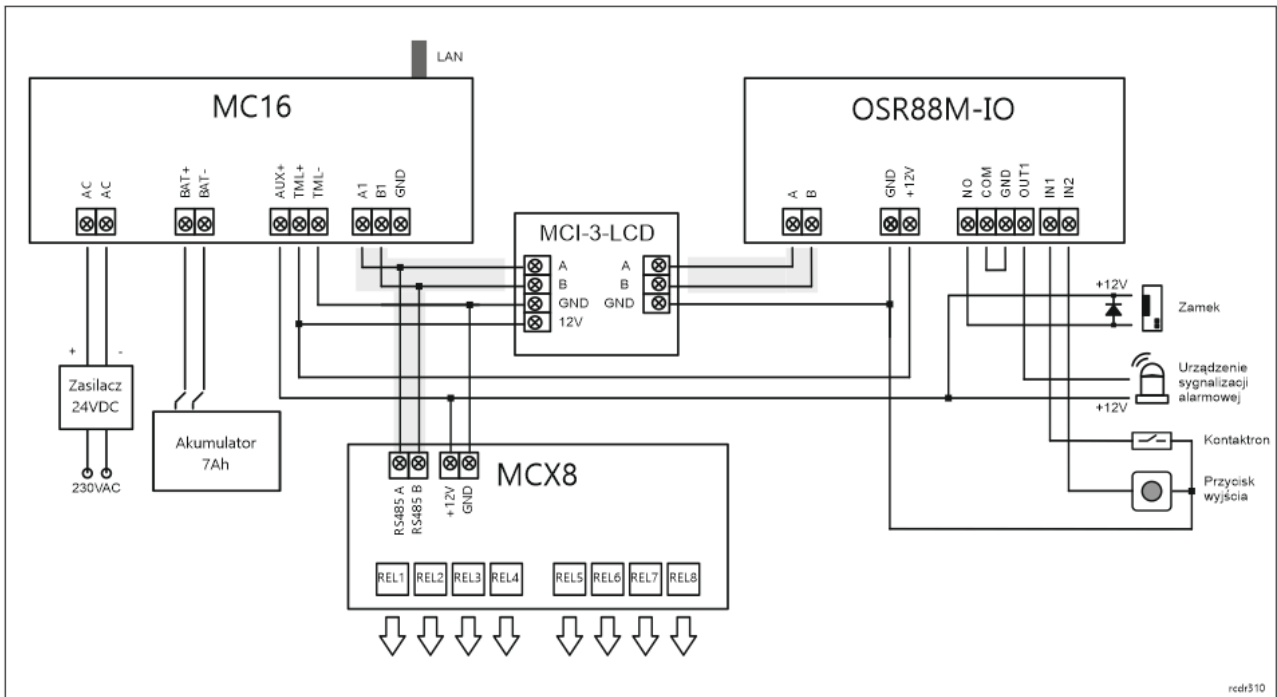 LAN
MC16
AC
AC
BAT+
BAT-
AUX+
TML+
TML-
A1
B1
GND
OSR88M-IO
A
B
GND
+12V
NO
COM
GND
OUT1
IN1
IN2
MCI-3-LCD
A
B
GND
12V
A
B
GND
+12V
Zamek
Urządzenie
sygnalizacji
alarmowej
+12V
Kontaktron
Przycisk
wyjścia
+ -
Zasilacz
24VDC
230VAC
Akumulator
7Ah
MCX8
RS485 A
RS485 B
+12V
GND
REL1
REL2
REL3
REL4
REL5
REL6
REL7
REL8
rcdr310